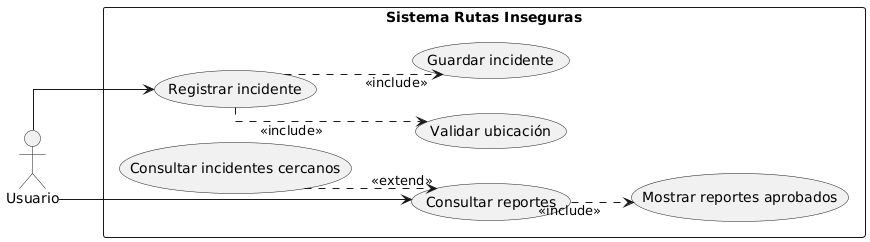 Sistema Rutas Inseguras
Guardar incidente
Registrar incidente
«include»
Validar ubicación
«include»
Consultar incidentes cercanos
«extend»
Usuario
Consultar reportes
Mostrar reportes aprobados
«include»